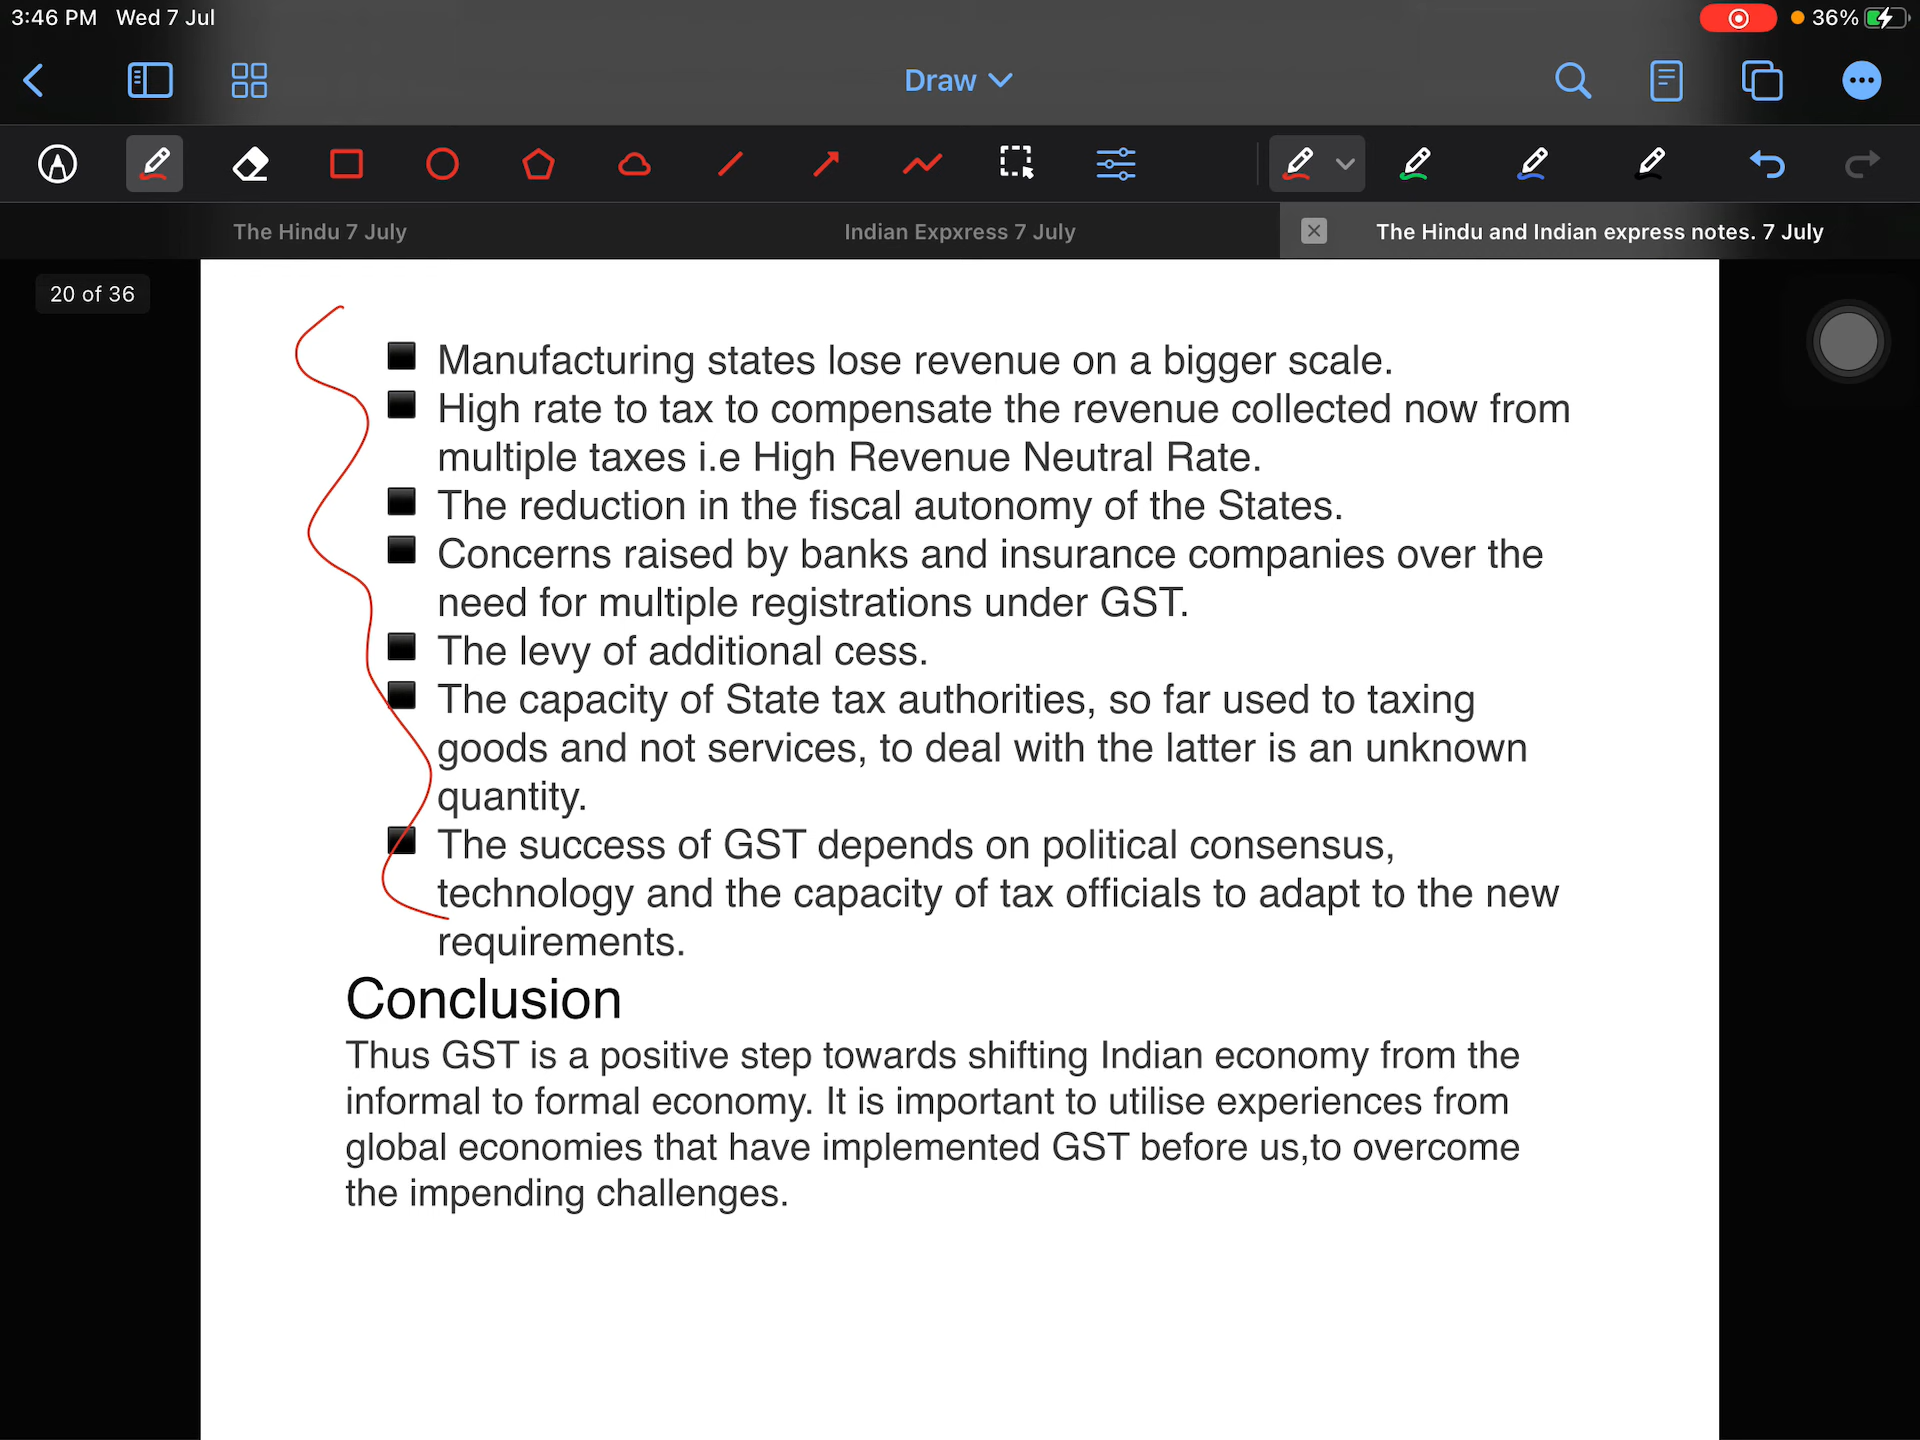 3:46 PM Wed 7 Jul
36%
Draw
The Hindu 7 July
Indian Expxress 7 July
The Hindu and Indian express notes. 7 July
20 of 36
Manufacturing states lose revenue on a bigger scale.
High rate to tax to compensate the revenue collected now from
multiple taxes i.e High Revenue Neutral Rate.
The reduction in the fiscal autonomy of the States.
Concerns raised by banks and insurance companies over the
need for multiple registrations under GST.
The levy of additional cess.
The capacity of State tax authorities, so far used to taxing
goods and not services, to deal with the latter is an unknown
quantity.
The success of GST depends on political consensus,
technology and the capacity of tax officials to adapt to the new
requirements.
Conclusion
Thus GST is a positive step towards shifting Indian economy from the
informal to formal economy. It is important to utilise experiences from
global economies that have implemented GST before us,to overcome
the impending challenges.